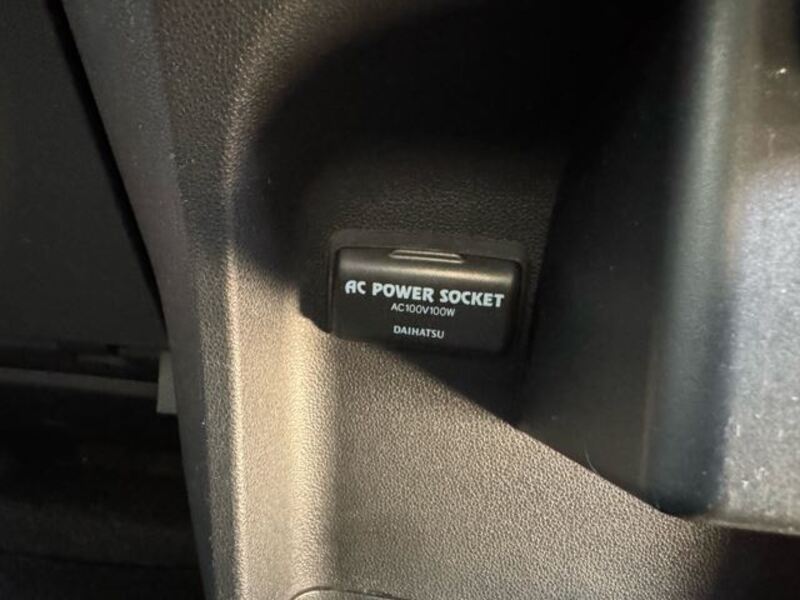 AC POWER SOCKET
AC100V100W
DAIHATSU